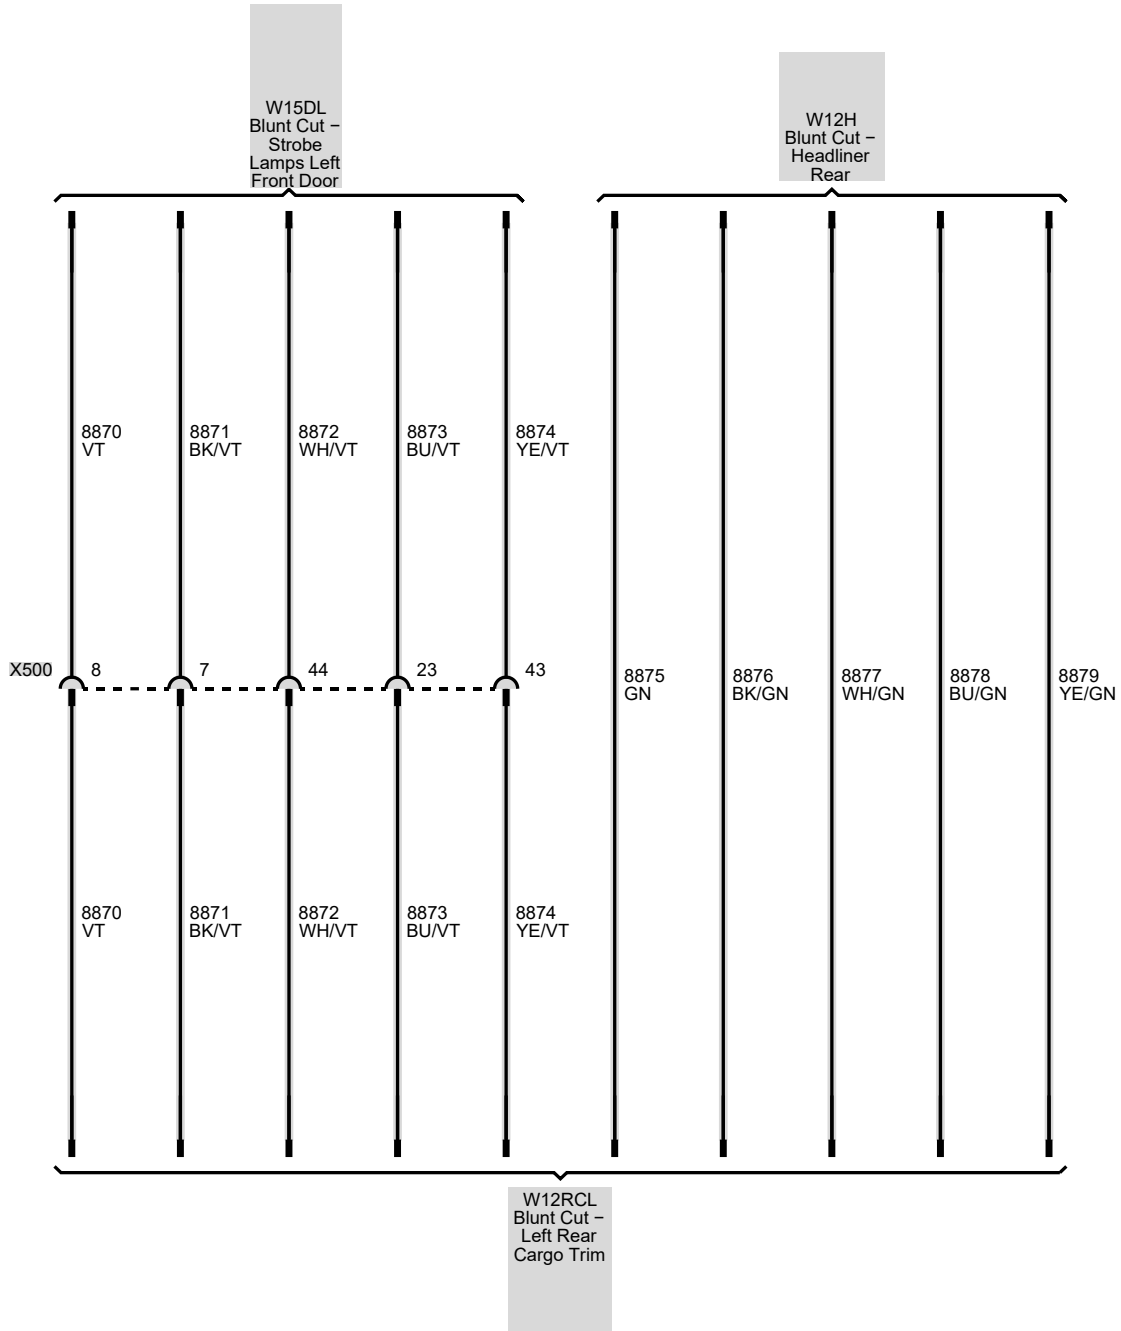 W15DL
Blunt Cut −
Strobe
Lamps Left
Front Door
W12H
Blunt Cut −
Headliner
Rear
8870
VT
8871
BK/VT
8872
WH/VT
8873
BU/VT
8874
YE/VT
X500
8
7
44
23
43
8875
GN
8876
BK/GN
8877
WH/GN
8878
BU/GN
8879
YE/GN
8870
VT
8871
BK/VT
8872
WH/VT
8873
BU/VT
8874
YE/VT
W12RCL
Blunt Cut −
Left Rear
Cargo Trim